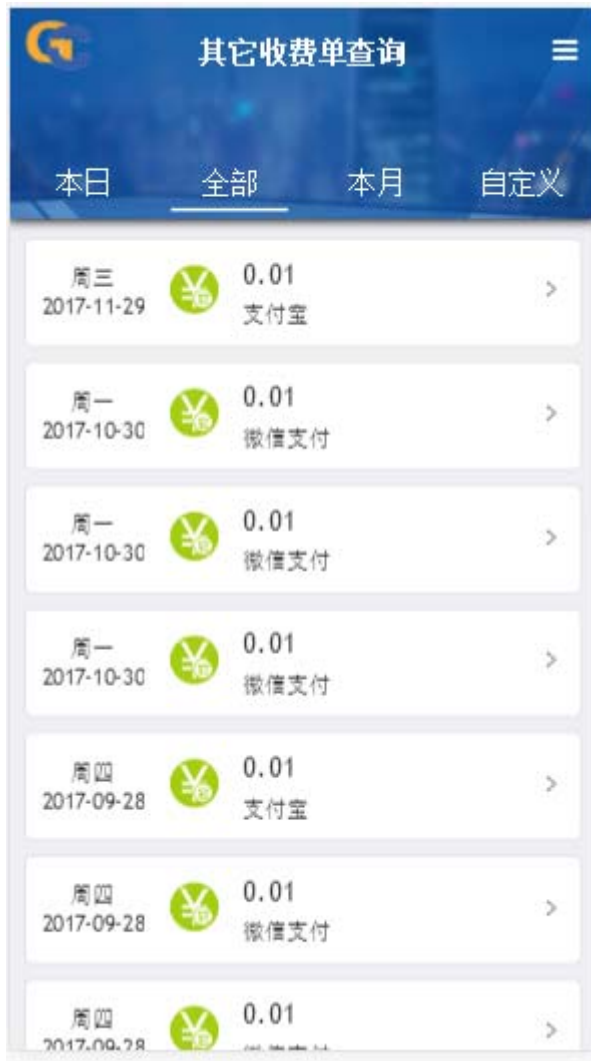 其它收费单查询
本日 全部 本月 自定义
周三
2017-11-29
0.01
支付宝
周一
2017-10-30
0.01
微信支付
周一
2017-10-30
0.01
微信支付
周一
2017-10-30
0.01
微信支付
周四
2017-09-28
0.01
支付宝
周四
2017-09-28
0.01
微信支付
周四
2017-09-28
0.01